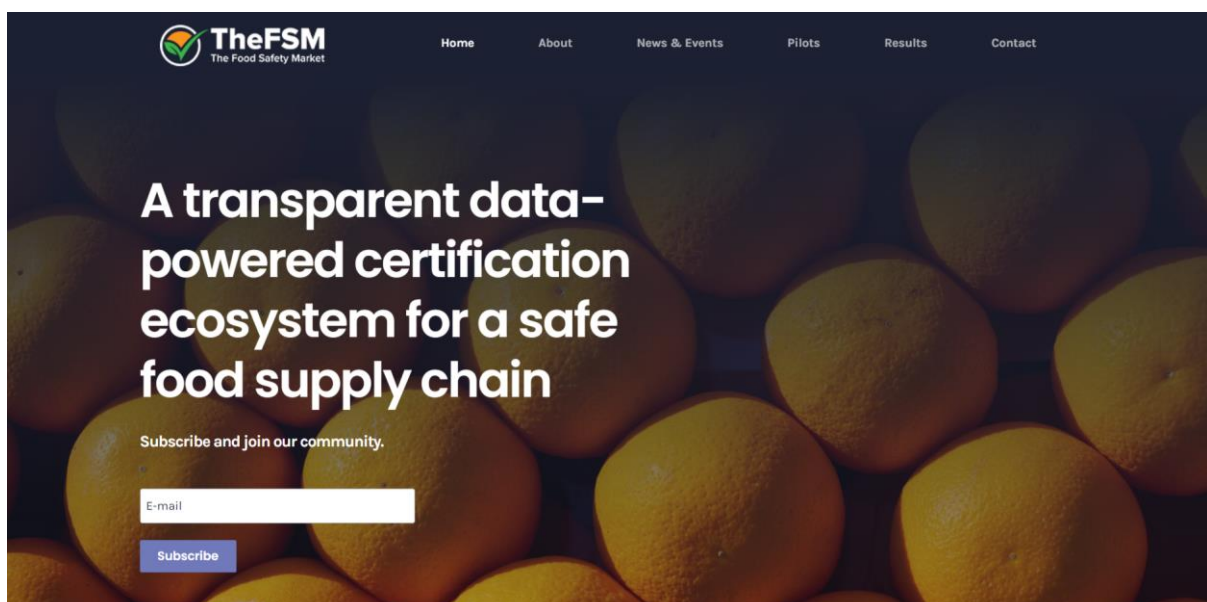 TheFSM
The Food Safety Market
Home
About
News & Events
Pilots
Results
Contact
A transparent data-
powered certification
ecosystem for a safe
food supply chain
Subscribe and join our community.
E-mail
Subscribe